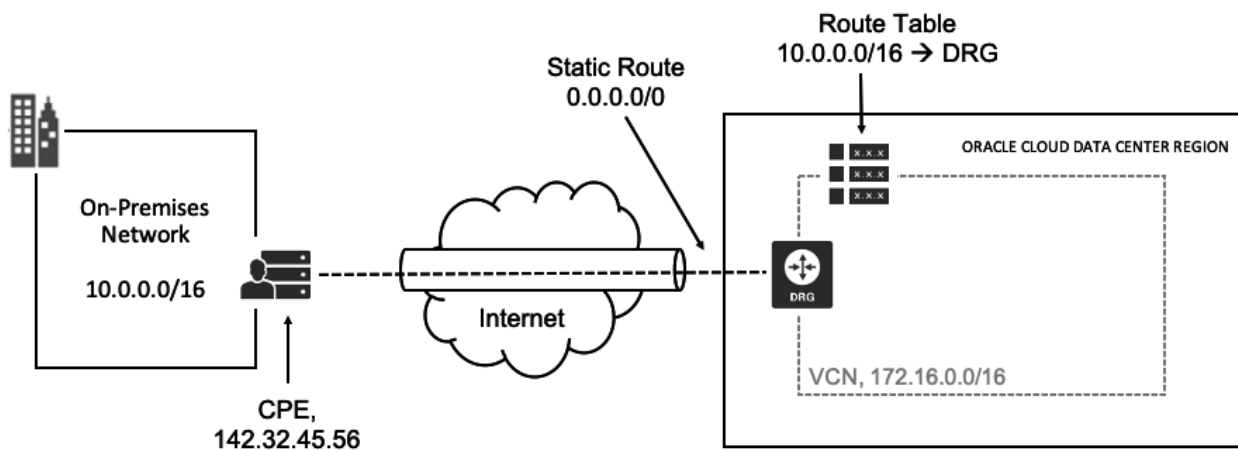 Route Table
10.0.0.0/16 → DRG
Static Route
0.0.0.0/0
ORACLE CLOUD DATA CENTER REGION
x.x.x
x.x.x
x.x.x
On-Premises
Network
10.0.0.0/16
DRG
Internet
VCN, 172.16.0.0/16
CPE,
142.32.45.56